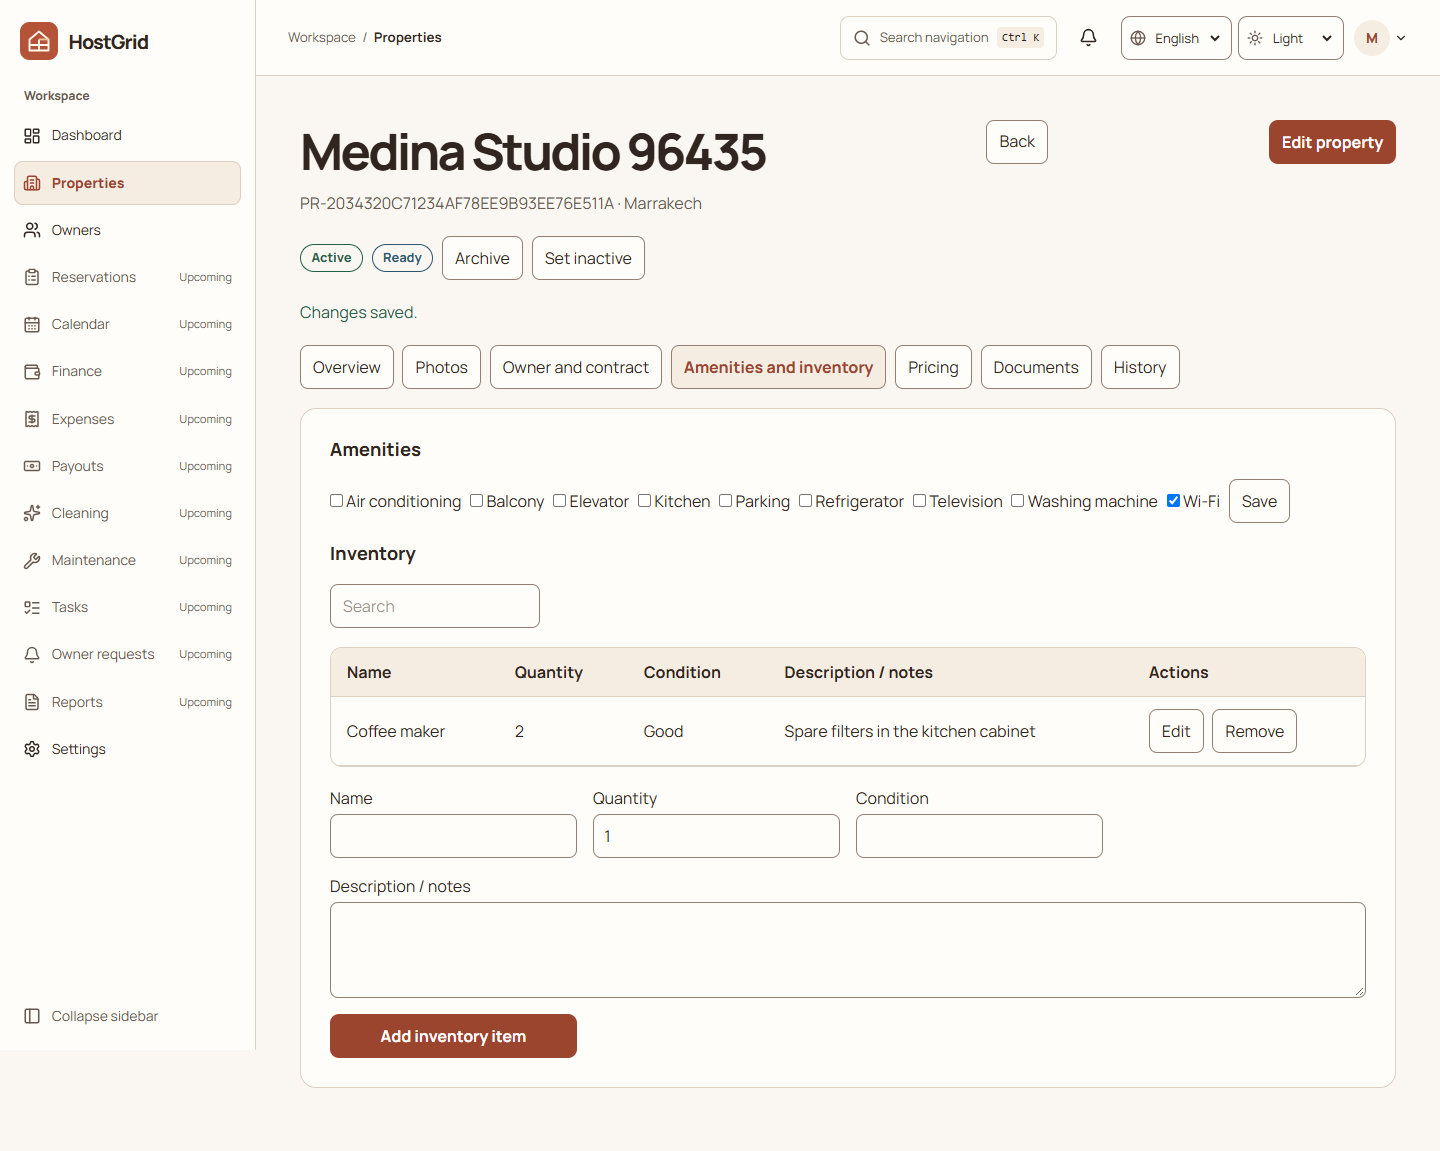 HostGrid
Workspace / Properties
Search navigation Ctrl K
English
Light
M
Workspace
Dashboard
Properties
Owners
Reservations Upcoming
Calendar Upcoming
Finance Upcoming
Expenses Upcoming
Payouts Upcoming
Cleaning Upcoming
Maintenance Upcoming
Tasks Upcoming
Owner requests Upcoming
Reports Upcoming
Settings
Collapse sidebar
Medina Studio 96435
Back
Edit property
PR-2034320C71234AF78EE9B93EE76E511A · Marrakech
Active Ready Archive Set inactive
Changes saved.
Overview Photos Owner and contract Amenities and inventory Pricing Documents History
Amenities
Air conditioning Balcony Elevator Kitchen Parking Refrigerator Television Washing machine Wi-Fi Save
Inventory
Search
Name Quantity Condition Description / notes Actions
Coffee maker 2 Good Spare filters in the kitchen cabinet Edit Remove
Name Quantity Condition
1
Description / notes
Add inventory item